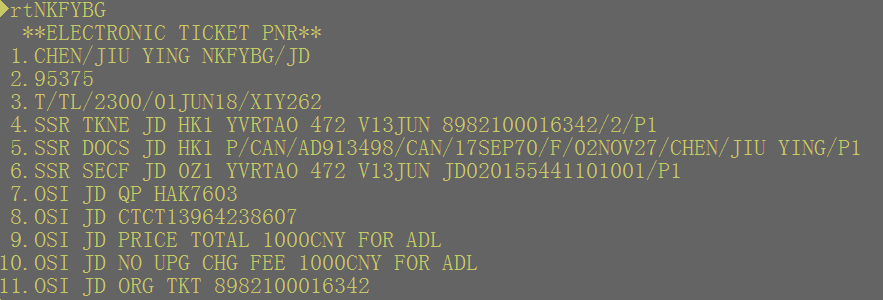 ▶rtNKFYBG
**ELECTRONIC TICKET PNR**
1.CHEN/JIU YING NKFYBG/JD
2.95375
3.T/TL/2300/01JUN18/XIY262
4.SSR TKNE JD HK1 YVRTAO 472 V13JUN 8982100016342/2/P1
5.SSR DOCS JD HK1 P/CAN/AD913498/CAN/17SEP70/F/02NOV27/CHEN/JIU YING/P1
6.SSR SECF JD OZ1 YVRTAO 472 V13JUN JD020155441101001/P1
7.OSI JD QP HAK7603
8.OSI JD CTCT13964238607
9.OSI JD PRICE TOTAL 1000CNY FOR ADL
10.OSI JD NO UPG CHG FEE 1000CNY FOR ADL
11.OSI JD ORG TKT 8982100016342